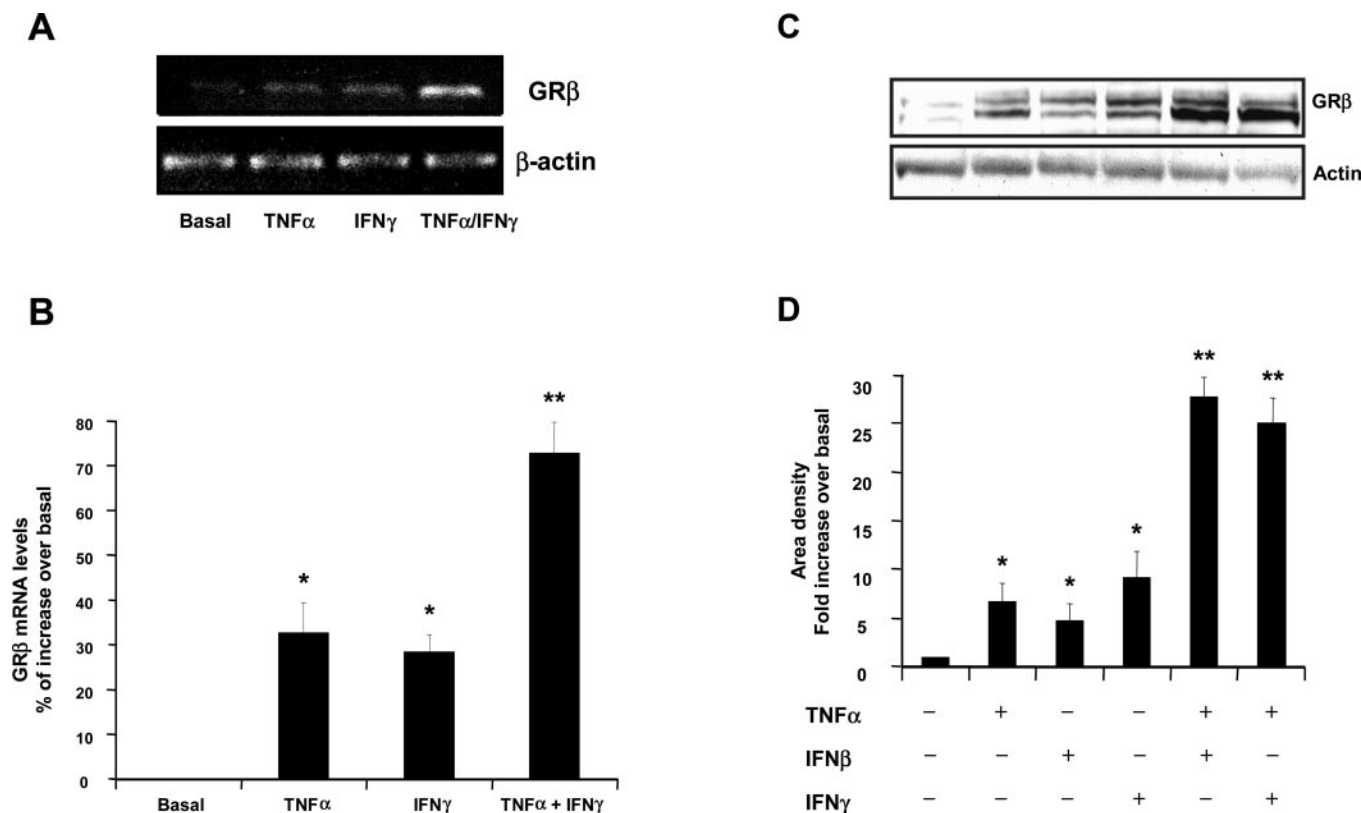 A
GRβ
β-actin
Basal TNFα IFNγ TNFα/IFNγ
B
GRβ mRNA levels
% of increase over basal
80
70
60
50
40
30
20
10
0
* * **
Basal TNFα IFNγ TNFα + IFNγ
C
GRβ
Actin
D
Area density
Fold increase over basal
30
25
20
15
10
5
0
* * * ** **
TNFα – + – – + +
IFNβ – – + – + –
IFNγ – – – + – +